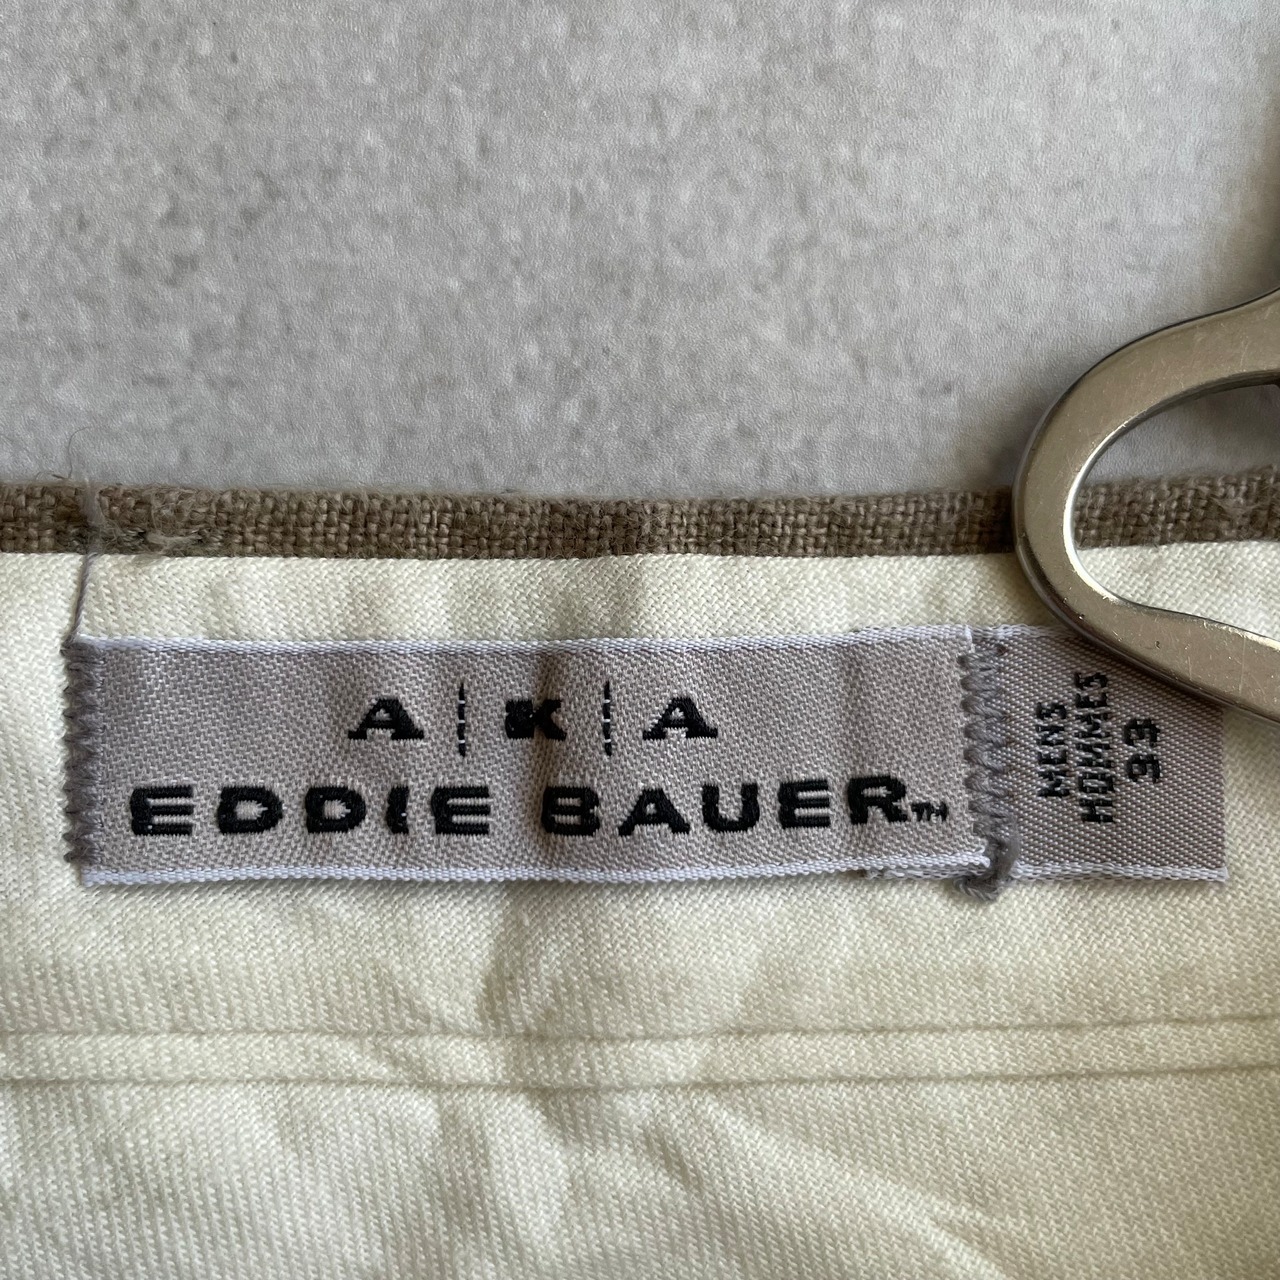 A|K|A
EDDIE BAUER™
MENS
HOMMES
33